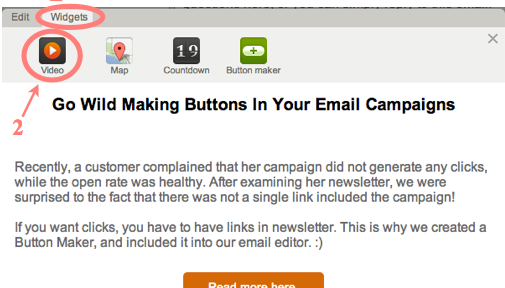 Edit Widgets
Video Map Countdown Button maker
19
2
Go Wild Making Buttons In Your Email Campaigns
Recently, a customer complained that her campaign did not generate any clicks,
while the open rate was healthy. After examining her newsletter, we were
surprised to the fact that there was not a single link included the campaign!
If you want clicks, you have to have links in newsletter. This is why we created a
Button Maker, and included it into our email editor. :)
Read more here